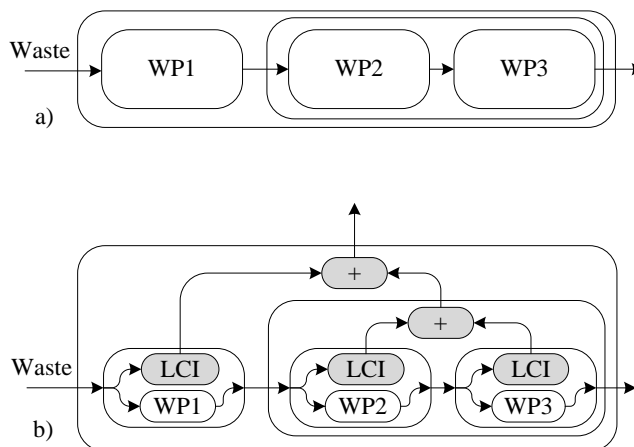 Waste
WP1 WP2 WP3
a)
+
+
Waste
LCI LCI LCI
WP1 WP2 WP3
b)